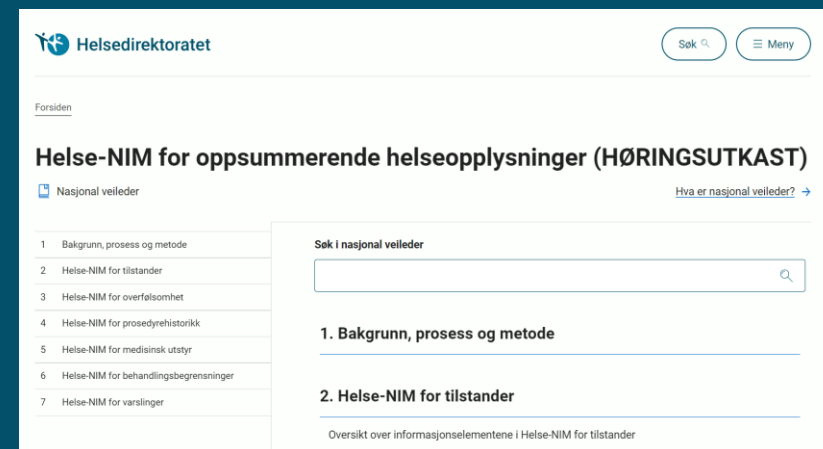 Helsedirektoratet
Søk
Meny
Forsiden
Helse-NIM for oppsummerende helseopplysninger (HØRINGSUTKAST)
Nasjonal veileder
Hva er nasjonal veileder? →
1 Bakgrunn, prosess og metode
2 Helse-NIM for tilstander
3 Helse-NIM for overfølsomhet
4 Helse-NIM for prosedyrehistorikk
5 Helse-NIM for medisinsk utstyr
6 Helse-NIM for behandlingsbegrensninger
7 Helse-NIM for varslinger
Søk i nasjonal veileder
1. Bakgrunn, prosess og metode
2. Helse-NIM for tilstander
Oversikt over informasjonselementene i Helse-NIM for tilstander